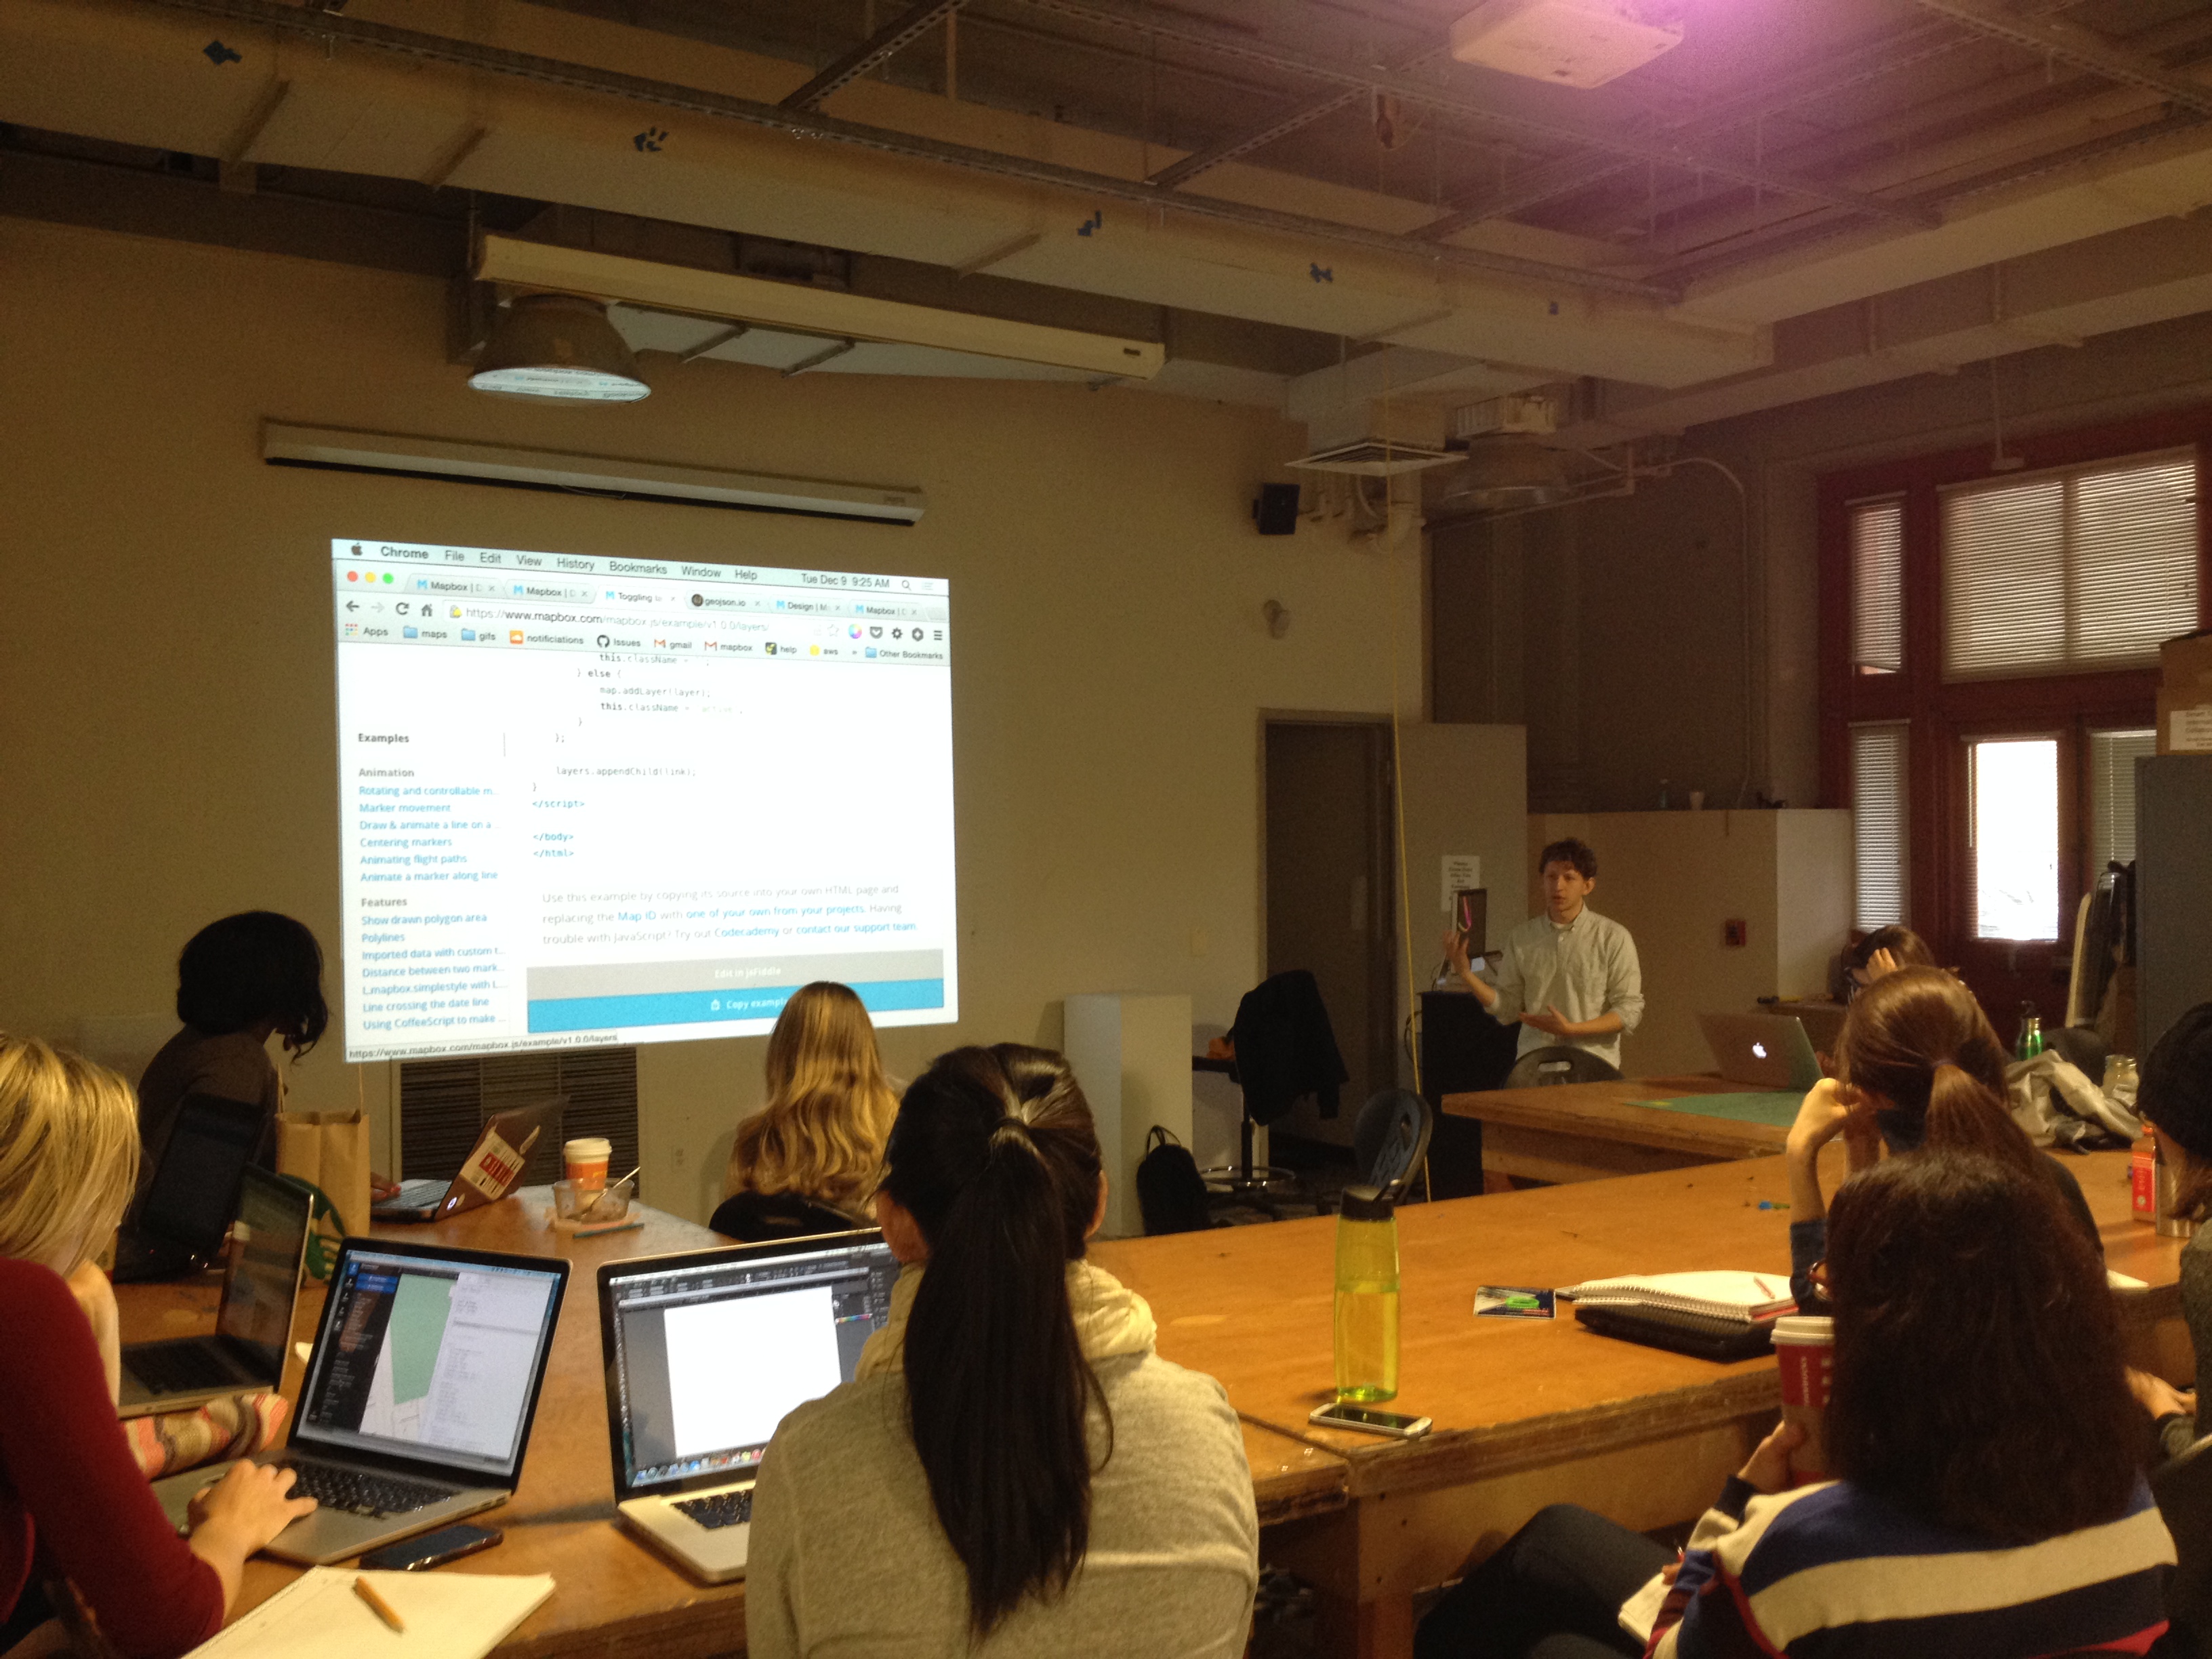 Chrome File Edit View History Bookmarks Window Help Tue Dec 9 9:25 AM
Mapbox | D Mapbox | D Toggling geojson.io Design | M Mapbox | D
https://www.mapbox.com/mapbox.js/example/v1.0.0/layers/
Apps maps gifs notificiations Issues gmail mapbox help aws » Other Bookmarks
this.className =
} else {
map.addLayer(layer);
this.className = 'active';
}
};
layers.appendChild(link);
}
</script>
</body>
</html>
Examples
Animation
Rotating and controllable m...
Marker movement
Draw & animate a line on a ...
Centering markers
Animating flight paths
Animate a marker along line
Features
Show drawn polygon area
Polylines
Imported data with custom t...
Distance between two mark...
L.mapbox.simplestyle with L...
Line crossing the date line
Using CoffeeScript to make ...
Use this example by copying its source into your own HTML page and
replacing the Map ID with one of your own from your projects. Having
trouble with JavaScript? Try out Codecademy or contact our support team.
Edit in jsFiddle
Copy example
https://www.mapbox.com/mapbox.js/example/v1.0.0/layers